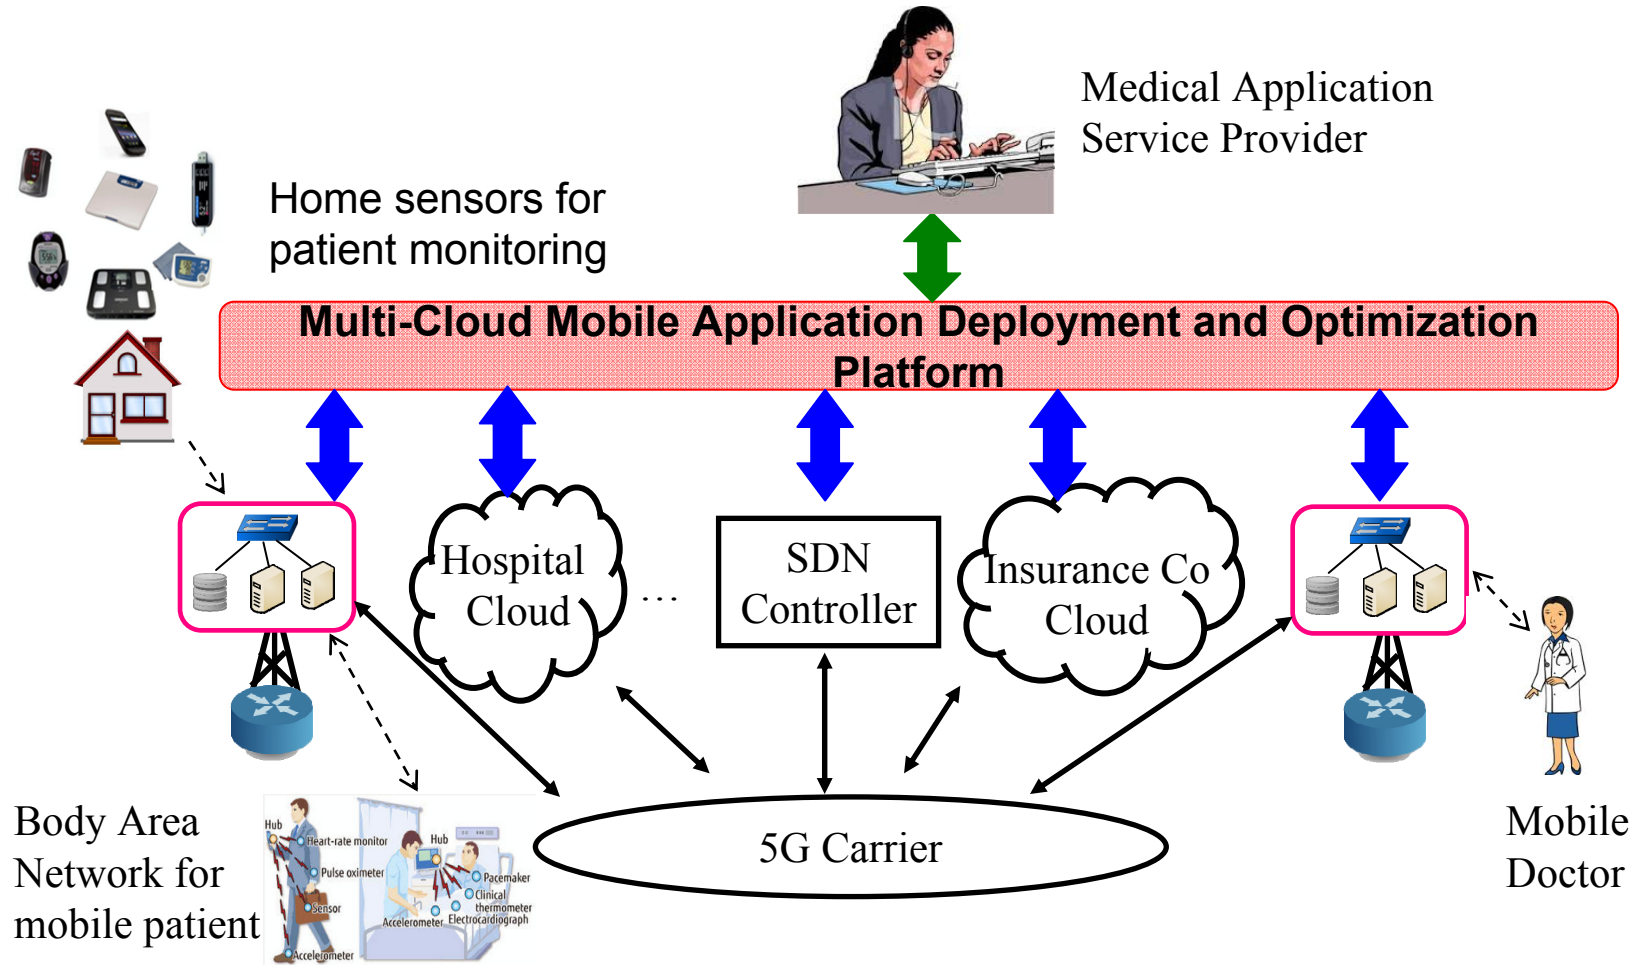 Medical Application
Service Provider
Home sensors for
patient monitoring
Multi-Cloud Mobile Application Deployment and Optimization
Platform
Hospital
Cloud
...
SDN
Controller
Insurance Co
Cloud
5G Carrier
Body Area
Network for
mobile patient
Hub
Heart-rate monitor
Pulse oximeter
Sensor
Accelerometer
Hub
Pacemaker
Clinical
thermometer
Electrocardiograph
Accelerometer
Mobile
Doctor